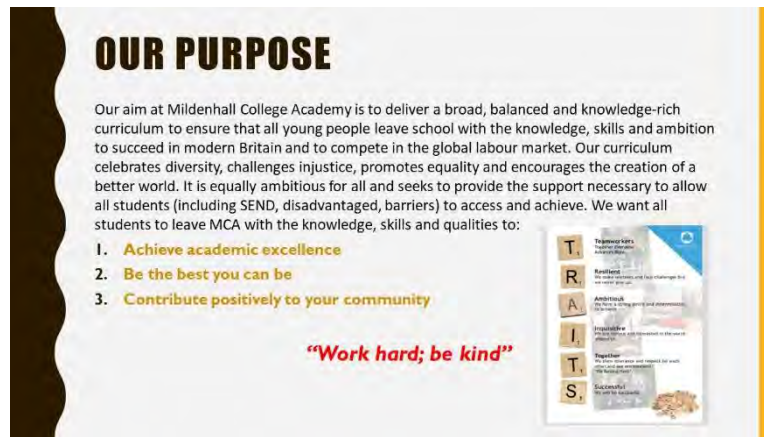 OUR PURPOSE
Our aim at Mildenhall College Academy is to deliver a broad, balanced and knowledge-rich
curriculum to ensure that all young people leave school with the knowledge, skills and ambition
to succeed in modern Britain and to compete in the global labour market. Our curriculum
celebrates diversity, challenges injustice, promotes equality and encourages the creation of a
better world. It is equally ambitious for all and seeks to provide the support necessary to allow
all students (including SEND, disadvantaged, barriers) to access and achieve. We want all
students to leave MCA with the knowledge, skills and qualities to:
1. Achieve academic excellence
2. Be the best you can be
3. Contribute positively to your community
“Work hard; be kind”
T
Teamworkers
R
Resilient
A
Ambitious
I
Inquisitive
T
Together
S
Successful